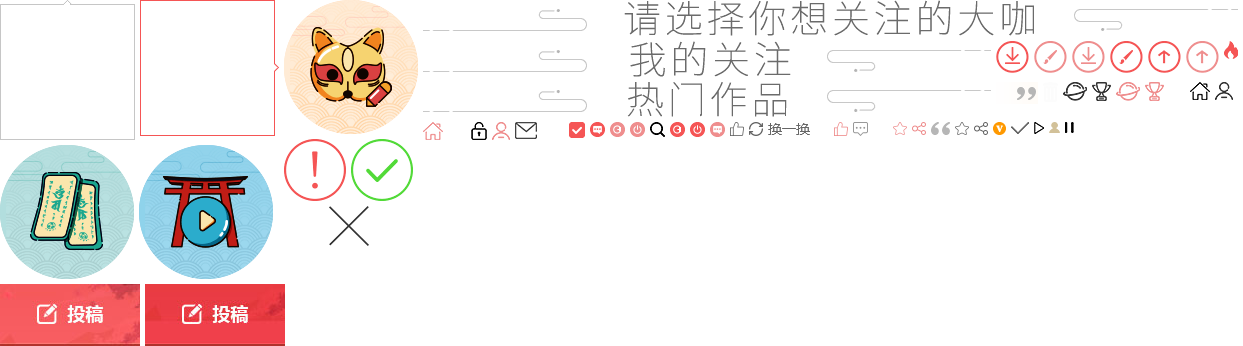 请选择你想关注的大咖
我的关注
热门作品
换一换
投稿
投稿